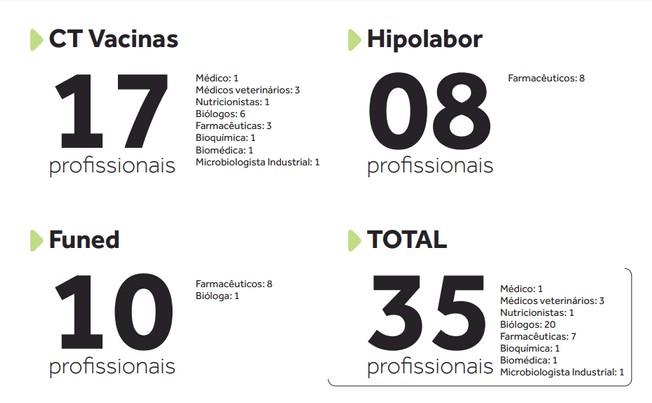 CT Vacinas
17
profissionais
Médico: 1
Médicos veterinários: 3
Nutricionistas: 1
Biólogos: 6
Farmacêuticas: 3
Bioquímica: 1
Biomédica: 1
Microbiologista Industrial: 1
Hipolabor
08
profissionais
Farmacêuticos: 8
Funed
10
profissionais
Farmacêuticos: 8
Bióloga: 1
TOTAL
35
profissionais
Médico: 1
Médicos veterinários: 3
Nutricionistas: 1
Biólogos: 20
Farmacêuticas: 7
Bioquímica: 1
Biomédica: 1
Microbiologista Industrial: 1